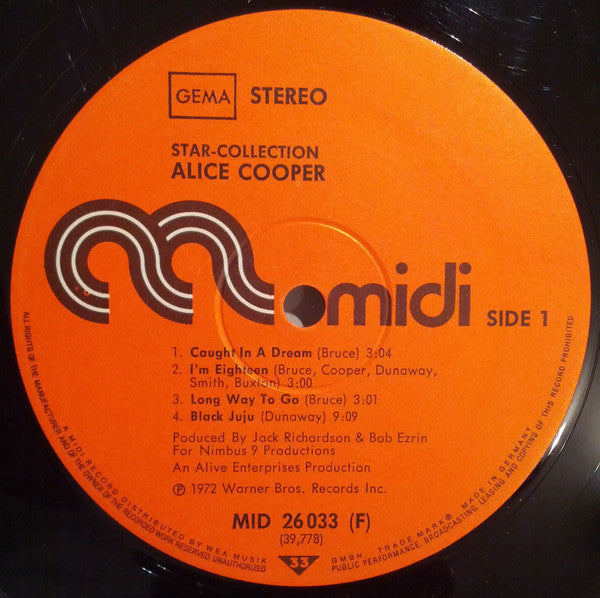 GEMA STEREO
STAR-COLLECTION
ALICE COOPER
midi SIDE 1
1. Caught In A Dream (Bruce) 3:04
2. I'm Eighteen (Bruce, Cooper, Dunaway,
Smith, Buxton) 3:00
3. Long Way To Go (Bruce) 3:01
4. Black Juju (Dunaway) 9:09
Produced By Jack Richardson & Bob Ezrin
For Nimbus 9 Productions
An Alive Enterprises Production
Ⓟ 1972 Warner Bros. Records Inc.
MID 26 033 (F)
(39,778)
33
ALL RIGHTS OF THE MANUFACTURER AND OF THE OWNER OF THE RECORDED WORK RESERVED. UNAUTHORIZED PUBLIC PERFORMANCE, BROADCASTING, LEASING AND COPYING OF THIS RECORD PROHIBITED
A MIDI RECORD DISTRIBUTED BY WEA MUSIK GMBH. TRADE MARK® MADE IN GERMANY